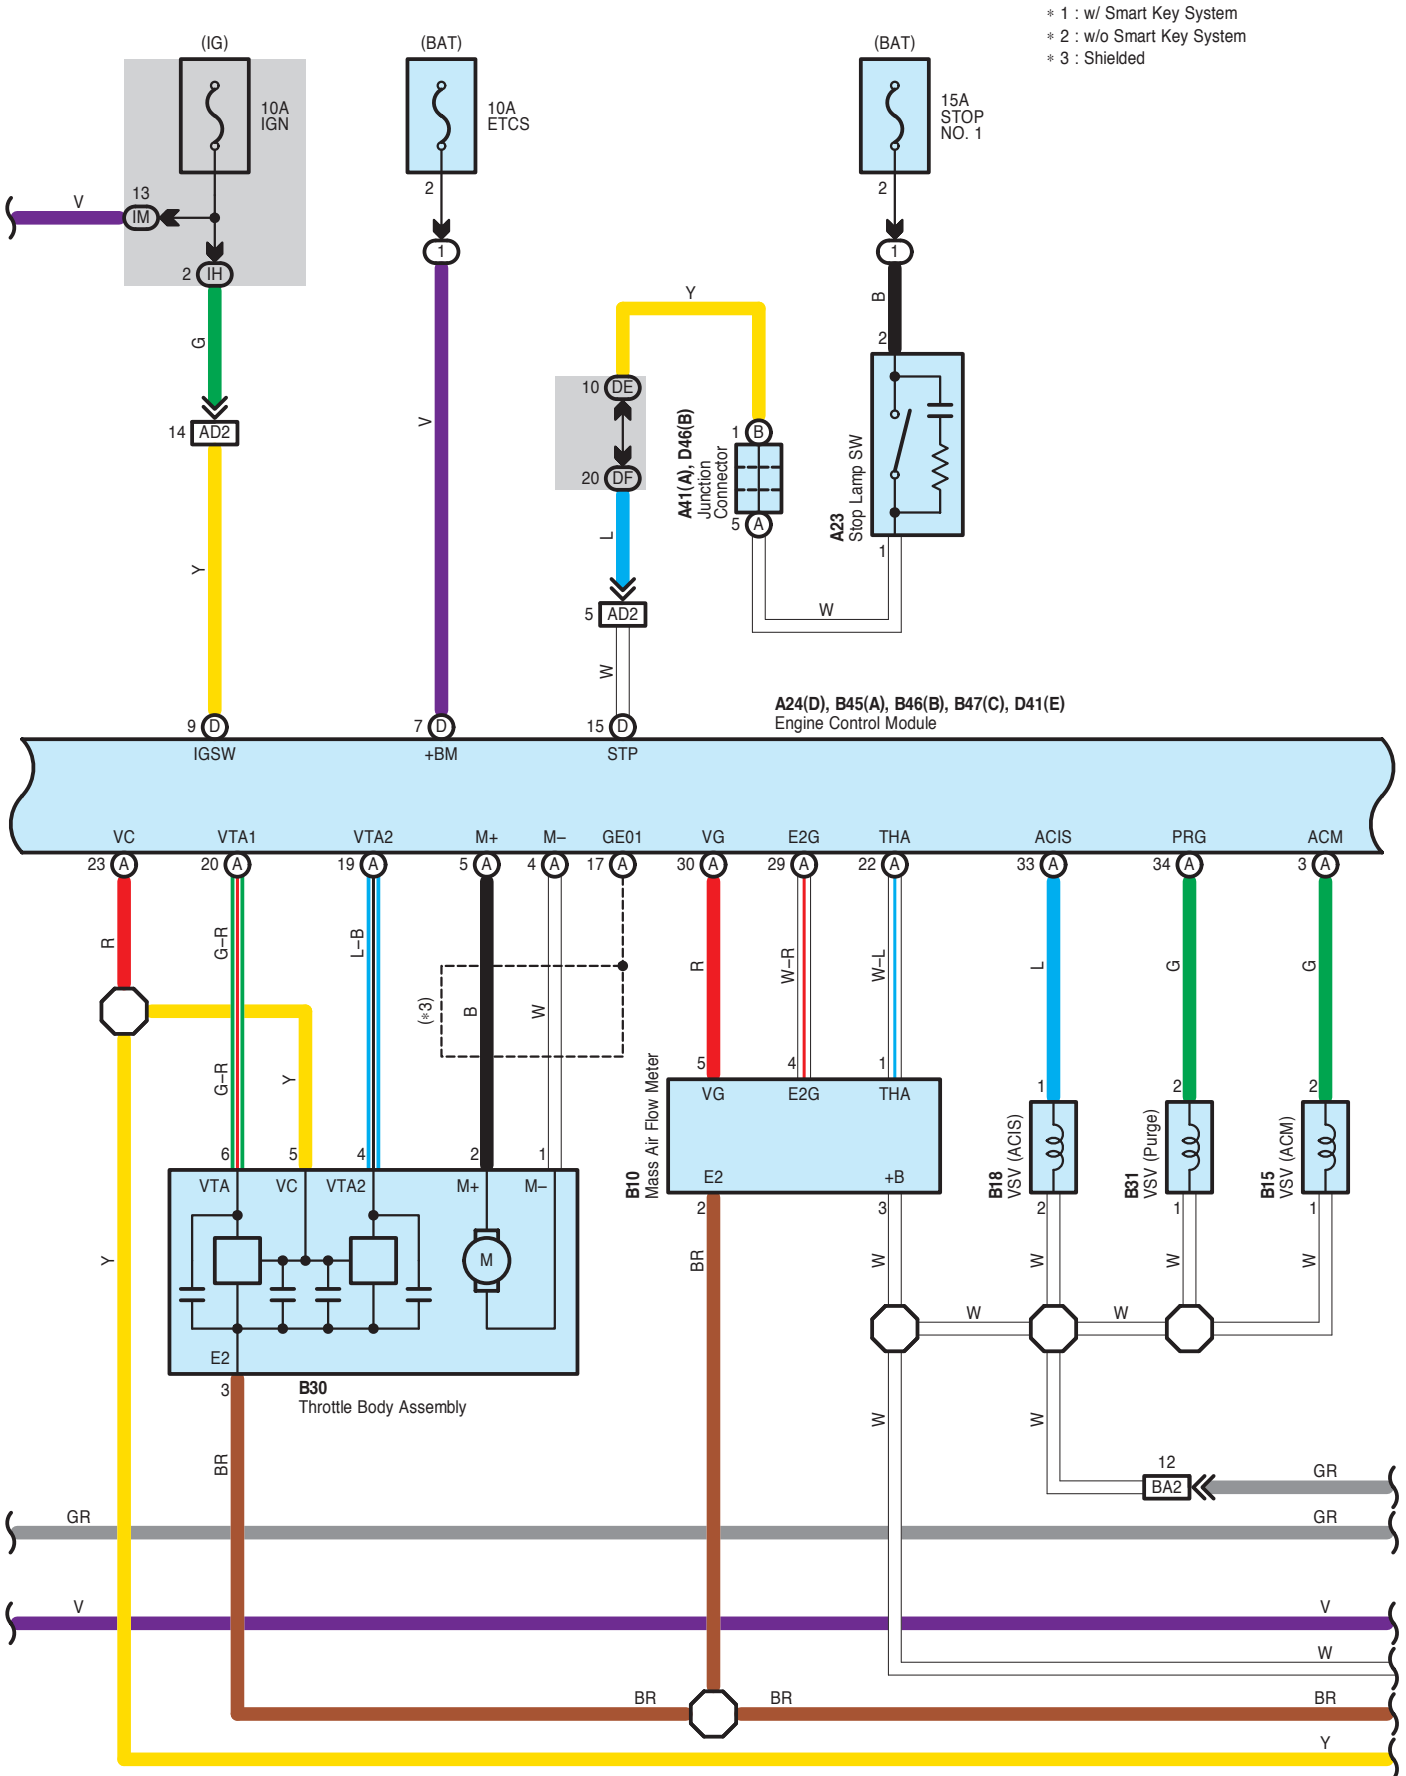 * 1 : w/ Smart Key System
* 2 : w/o Smart Key System
* 3 : Shielded
(IG)
(BAT)
(BAT)
10A
IGN
10A
ETCS
15A
STOP
NO. 1
2
2
13
V
IM
2
IH
1
1
G
V
B
Y
2
10
DE
20
DF
1
B
A41(A), D46(B)
Junction
Connector
5
A
A23
Stop Lamp SW
1
14
AD2
L
Y
5
AD2
W
W
A24(D), B45(A), B46(B), B47(C), D41(E)
Engine Control Module
9
D
7
D
15
D
IGSW
+BM
STP
VC
VTA1
VTA2
M+
M–
GE01
VG
E2G
THA
ACIS
PRG
ACM
23
A
20
A
19
A
5
A
4
A
17
A
30
A
29
A
22
A
33
A
34
A
3
A
R
G–R
L–B
(*3)
B
W
R
W–R
W–L
L
G
G
G–R
Y
6
5
4
2
1
5
4
1
1
2
2
VTA
VC
VTA2
M+
M–
M
E2
3
B30
Throttle Body Assembly
B10
Mass Air Flow Meter
VG
E2G
THA
E2
+B
2
3
B18
VSV (ACIS)
2
B31
VSV (Purge)
1
B15
VSV (ACM)
1
Y
BR
W
W
W
W
W
W
W
W
BR
12
BA2
GR
GR
GR
V
V
W
BR
BR
BR
Y